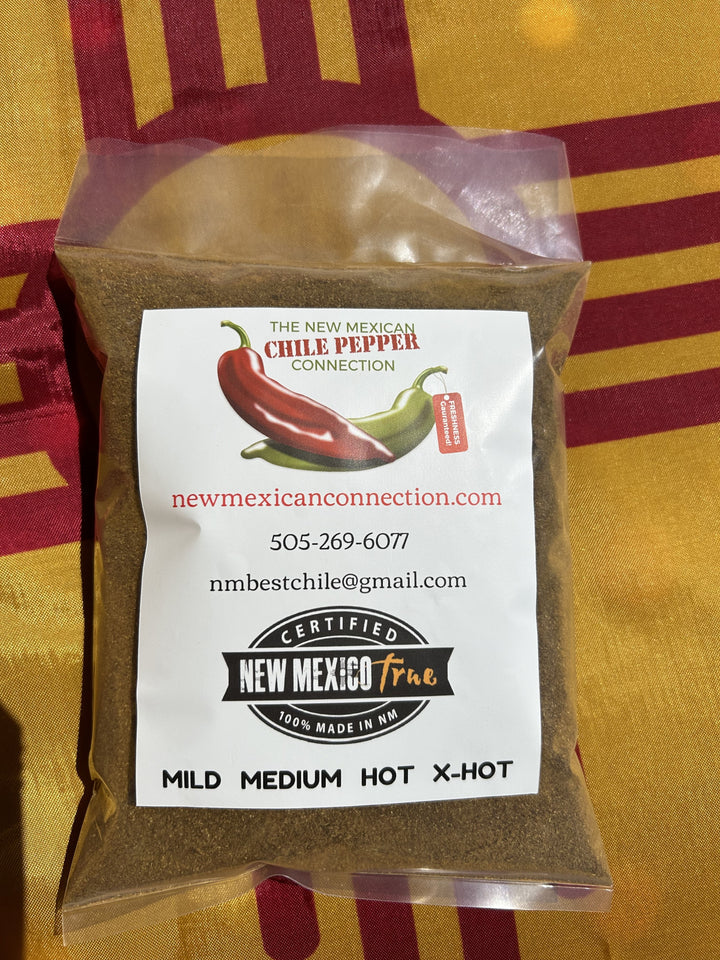 THE NEW MEXICAN
CHILE PEPPER
CONNECTION
FRESHNESS
Gauranteed!
newmexicanconnection.com
505-269-6077
nmbestchile@gmail.com
CERTIFIED
NEW MEXICO True
100% MADE IN NM
MILD MEDIUM HOT X-HOT